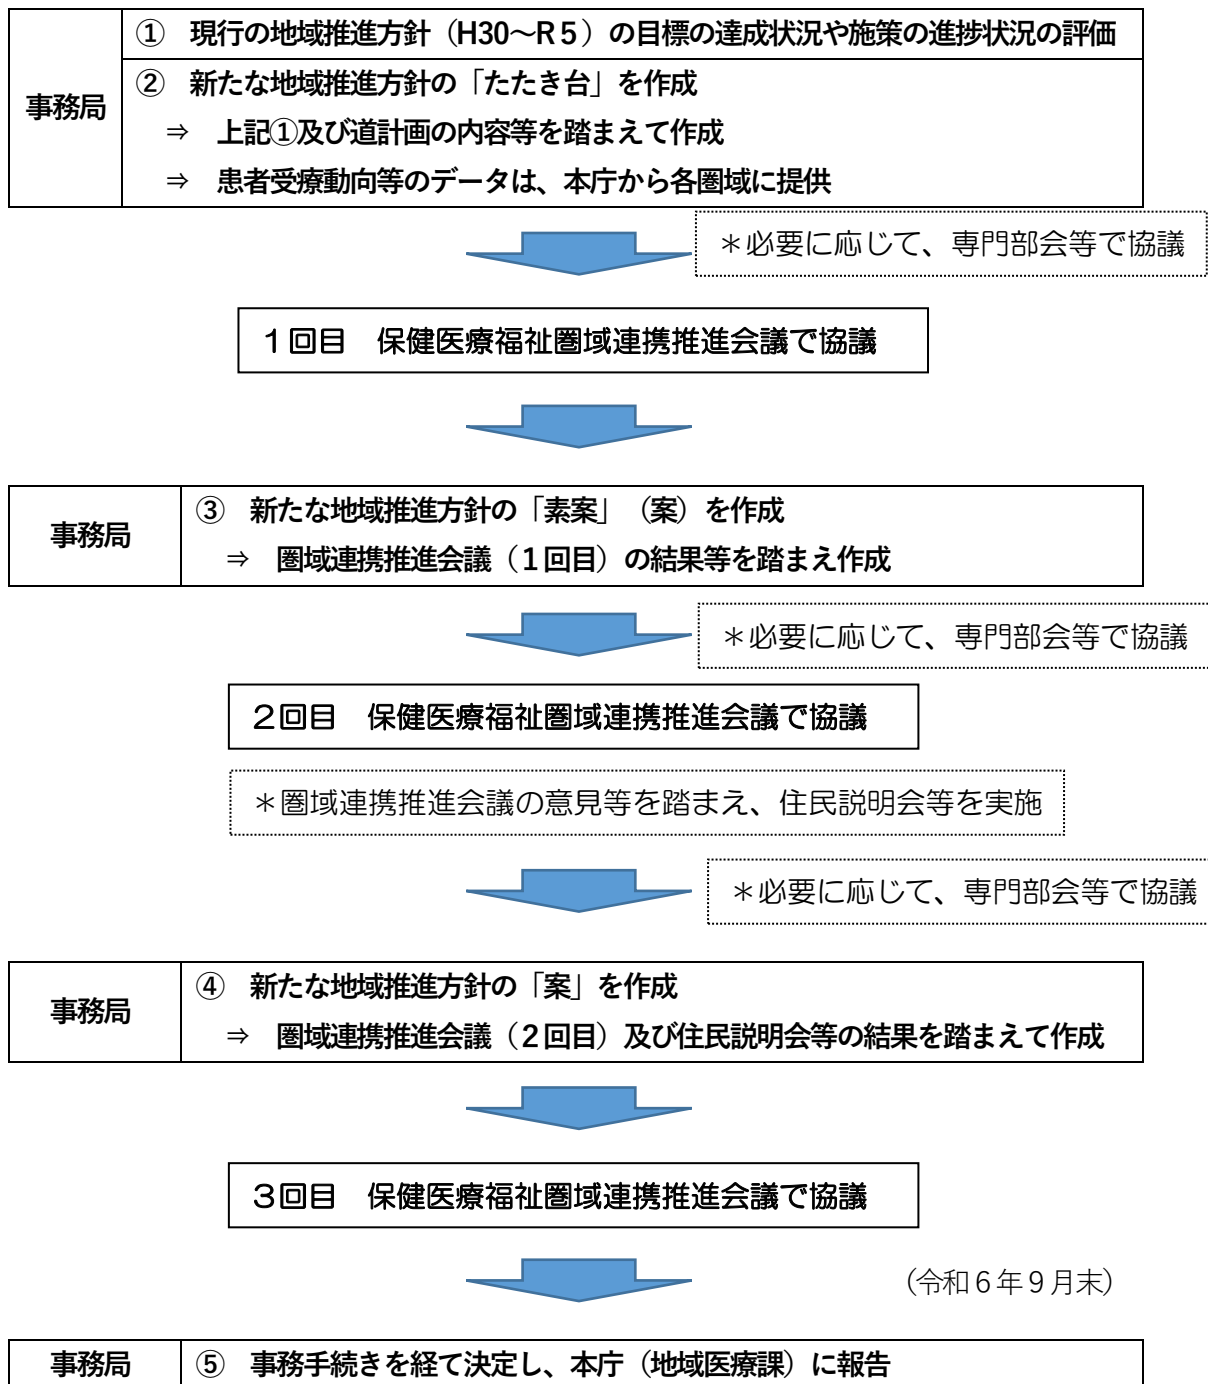 事務局
① 現行の地域推進方針（H30～R５）の目標の達成状況や施策の進捗状況の評価
② 新たな地域推進方針の「たたき台」を作成
⇒ 上記①及び道計画の内容等を踏まえて作成
⇒ 患者受療動向等のデータは、本庁から各圏域に提供
＊必要に応じて、専門部会等で協議
１回目 保健医療福祉圏域連携推進会議で協議
事務局
③ 新たな地域推進方針の「素案」（案）を作成
⇒ 圏域連携推進会議（１回目）の結果等を踏まえ作成
＊必要に応じて、専門部会等で協議
２回目 保健医療福祉圏域連携推進会議で協議
＊圏域連携推進会議の意見等を踏まえ、住民説明会等を実施
＊必要に応じて、専門部会等で協議
事務局
④ 新たな地域推進方針の「案」を作成
⇒ 圏域連携推進会議（２回目）及び住民説明会等の結果を踏まえて作成
３回目 保健医療福祉圏域連携推進会議で協議
（令和６年９月末）
事務局
⑤ 事務手続きを経て決定し、本庁（地域医療課）に報告